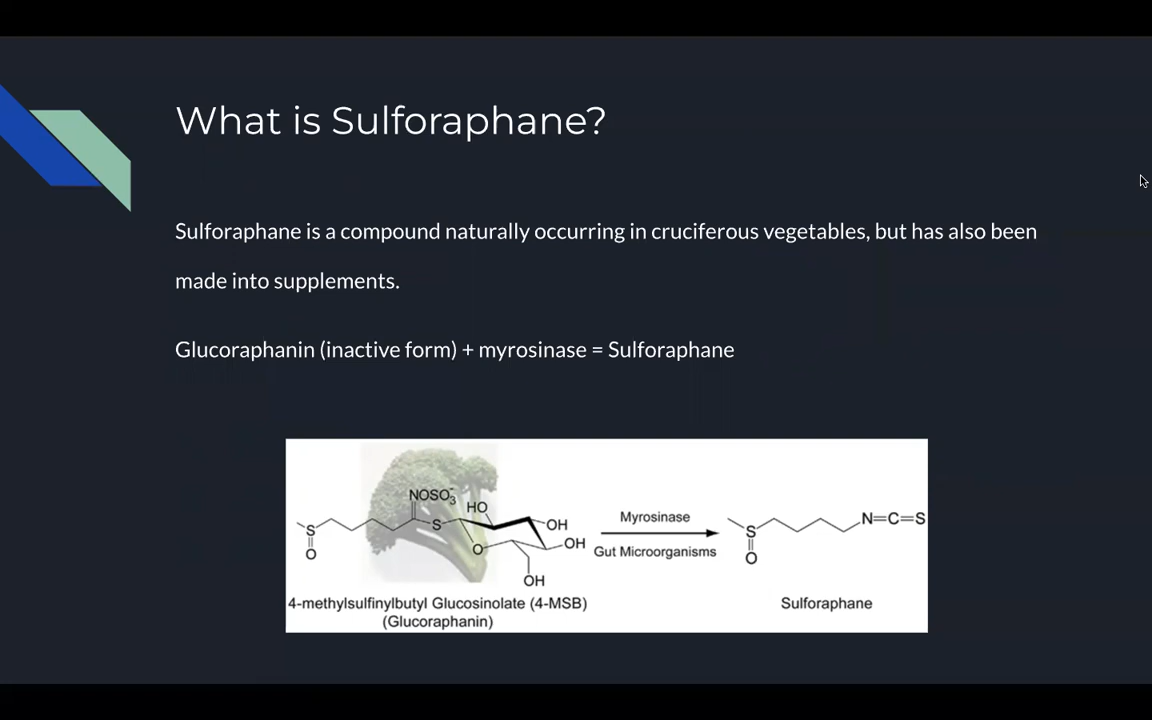 What is Sulforaphane?
Sulforaphane is a compound naturally occurring in cruciferous vegetables, but has also been
made into supplements.
Glucoraphanin (inactive form) + myrosinase = Sulforaphane
NOSO3-
HO
S
S
O
O
OH
OH
OH
Myrosinase
Gut Microorganisms
N=C=S
S
O
4-methylsulfinylbutyl Glucosinolate (4-MSB)
(Glucoraphanin)
Sulforaphane